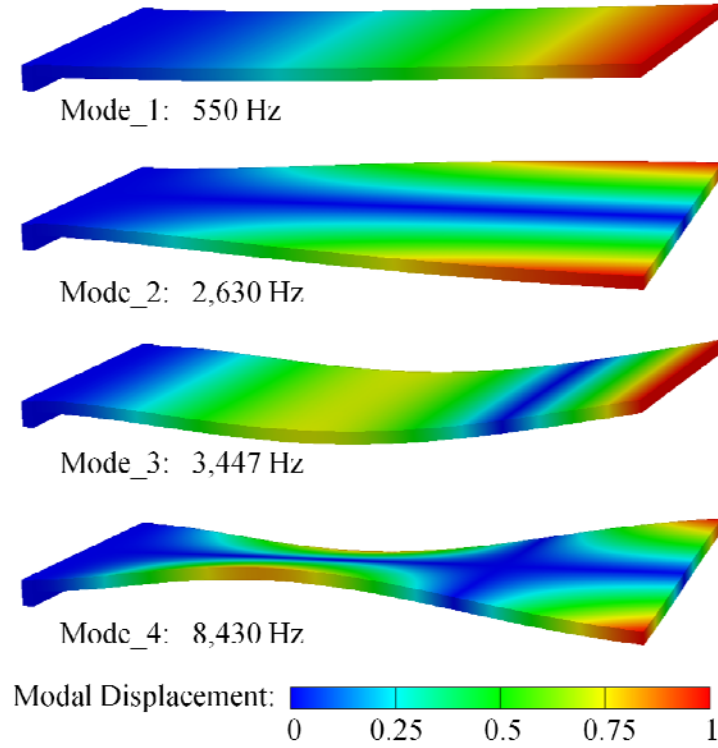 Mode_1: 550 Hz
Mode_2: 2,630 Hz
Mode_3: 3,447 Hz
Mode_4: 8,430 Hz
Modal Displacement:
0 0.25 0.5 0.75 1